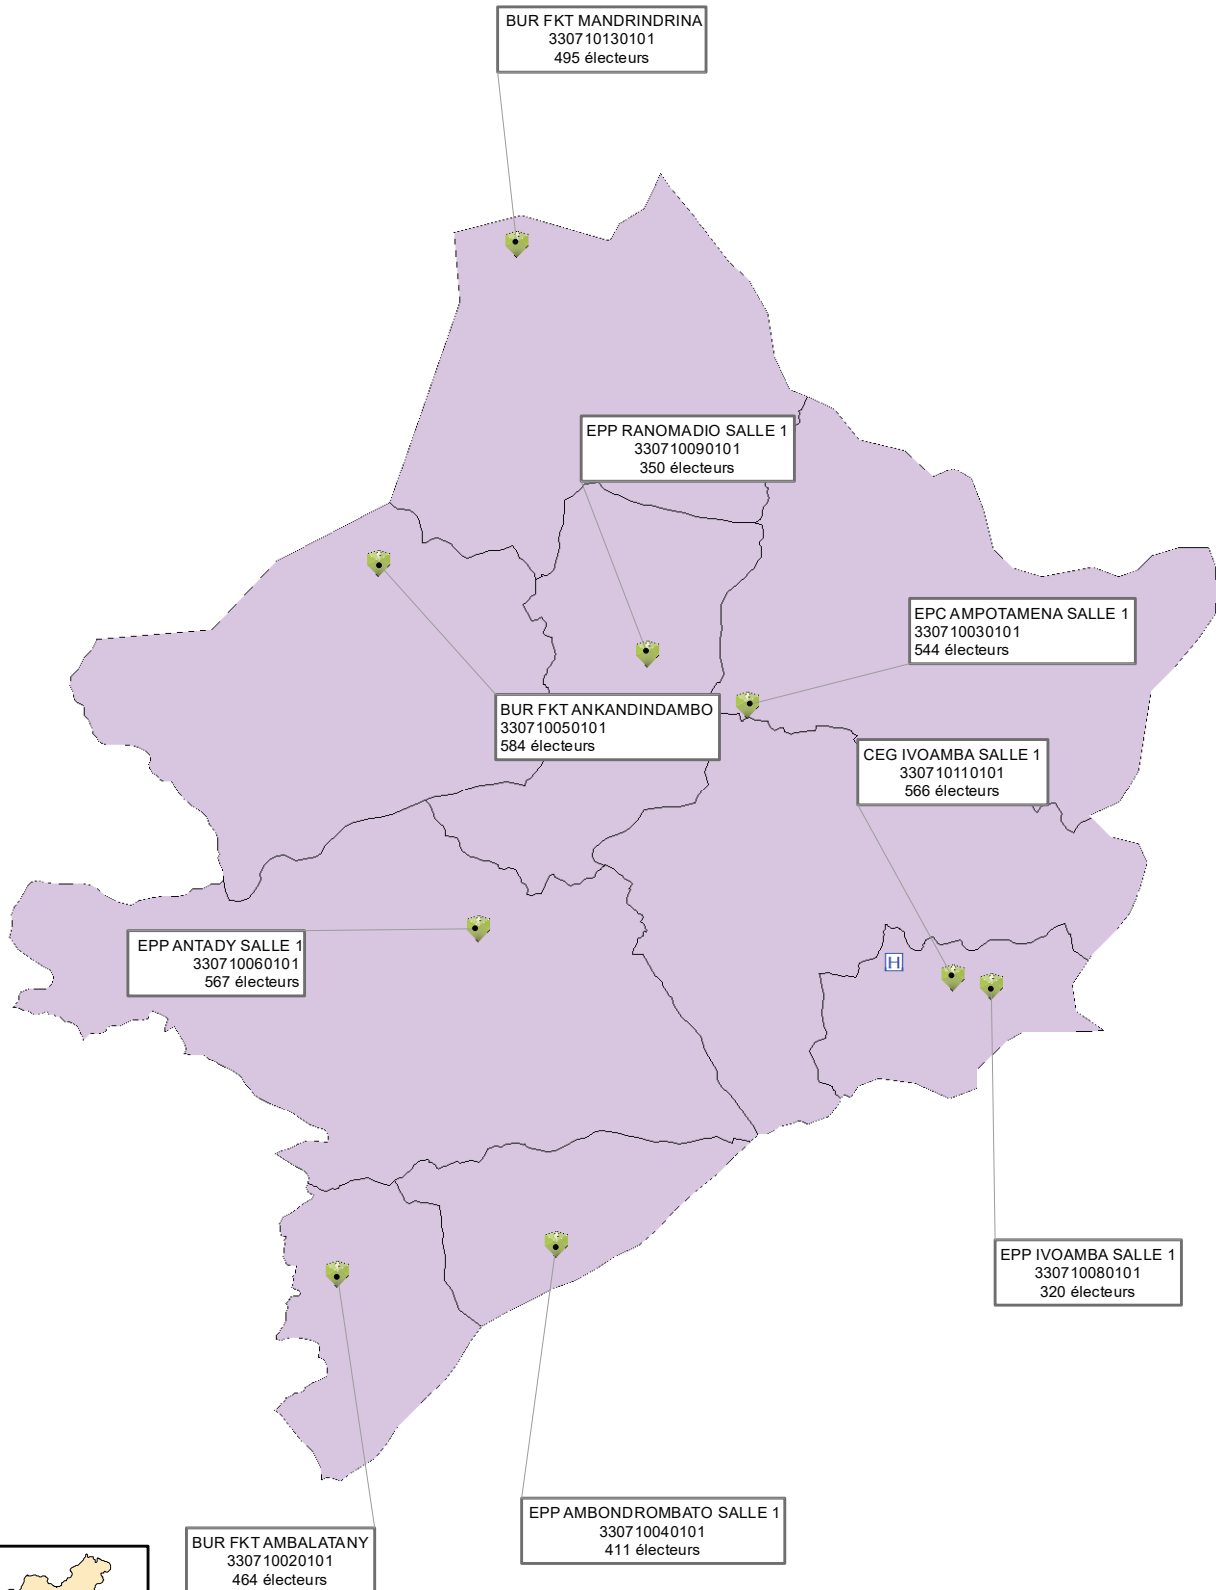 BUR FKT MANDRINDRINA
330710130101
495 électeurs
EPP RANOMADIO SALLE 1
330710090101
350 électeurs
EPC AMPOTAMENA SALLE 1
330710030101
544 électeurs
BUR FKT ANKANDINDAMBO
330710050101
584 électeurs
CEG IVOAMBA SALLE 1
330710110101
566 électeurs
EPP ANTADY SALLE 1
330710060101
567 électeurs
H
EPP IVOAMBA SALLE 1
330710080101
320 électeurs
EPP AMBONDROMBATO SALLE 1
330710040101
411 électeurs
BUR FKT AMBALATANY
330710020101
464 électeurs